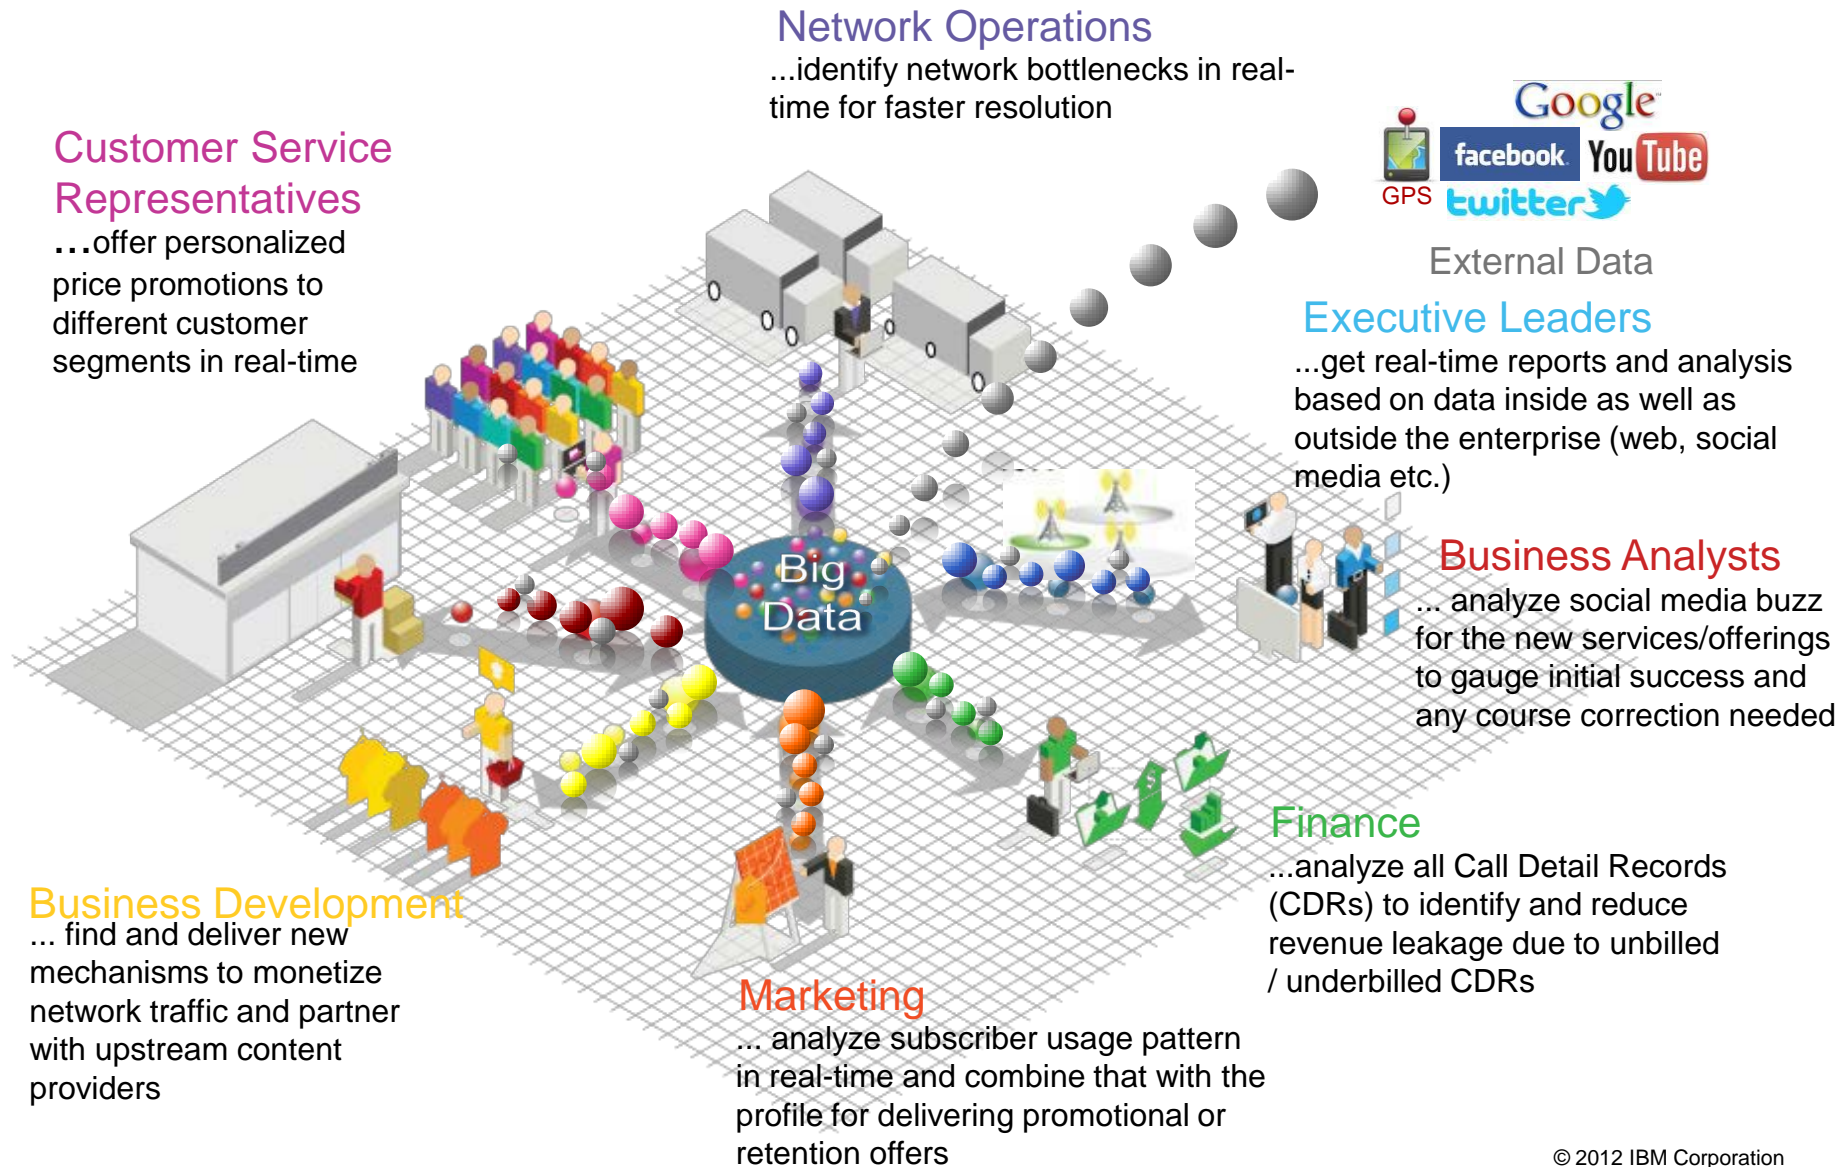 Network Operations
...identify network bottlenecks in real-
time for faster resolution
Customer Service
Representatives
...offer personalized
price promotions to
different customer
segments in real-time
Google
facebook.
YouTube
GPS
twitter
External Data
Executive Leaders
...get real-time reports and analysis
based on data inside as well as
outside the enterprise (web, social
media etc.)
Business Analysts
... analyze social media buzz
for the new services/offerings
to gauge initial success and
any course correction needed
Big
Data
Finance
...analyze all Call Detail Records
(CDRs) to identify and reduce
revenue leakage due to unbilled
/ underbilled CDRs
Business Development
... find and deliver new
mechanisms to monetize
network traffic and partner
with upstream content
providers
Marketing
... analyze subscriber usage pattern
in real-time and combine that with the
profile for delivering promotional or
retention offers
© 2012 IBM Corporation